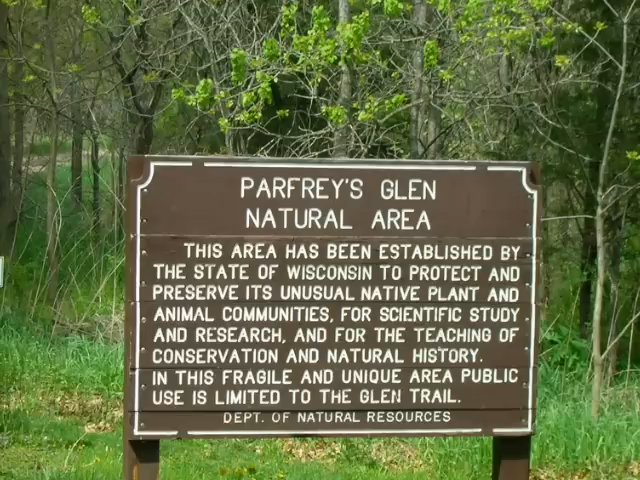 PARFREY'S GLEN
NATURAL AREA
THIS AREA HAS BEEN ESTABLISHED BY
THE STATE OF WISCONSIN TO PROTECT AND
PRESERVE ITS UNUSUAL NATIVE PLANT AND
ANIMAL COMMUNITIES, FOR SCIENTIFIC STUDY
AND RESEARCH, AND FOR THE TEACHING OF
CONSERVATION AND NATURAL HISTORY.
IN THIS FRAGILE AND UNIQUE AREA PUBLIC
USE IS LIMITED TO THE GLEN TRAIL.
DEPT. OF NATURAL RESOURCES